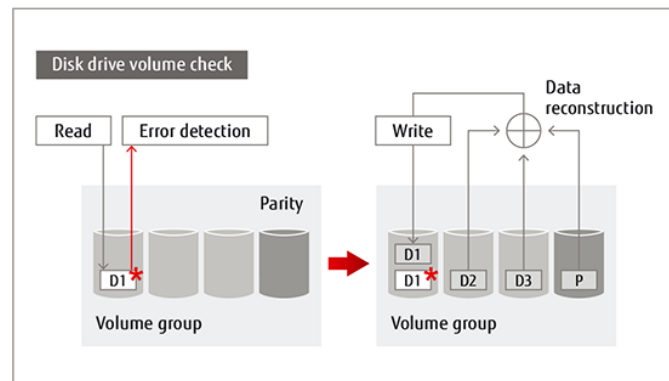 Disk drive volume check
Read
Error detection
Parity
D1*
Volume group
Data
reconstruction
Write
D1
D1*
D2
D3
P
Volume group